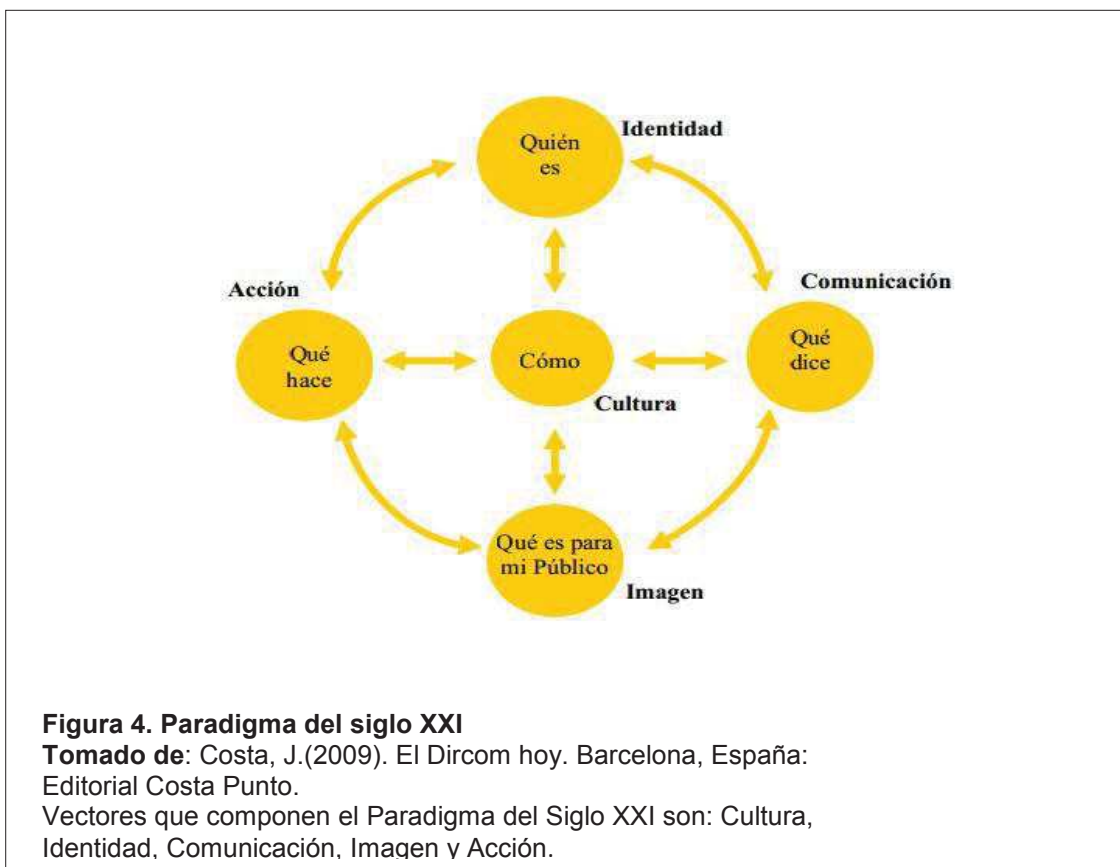 Quién
es
Identidad
Acción
Comunicación
Qué
hace
Cómo
Qué
dice
Cultura
Qué es para
mi Público
Imagen
Figura 4. Paradigma del siglo XXI
Tomado de: Costa, J.(2009). El Dircom hoy. Barcelona, España:
Editorial Costa Punto.
Vectores que componen el Paradigma del Siglo XXI son: Cultura,
Identidad, Comunicación, Imagen y Acción.